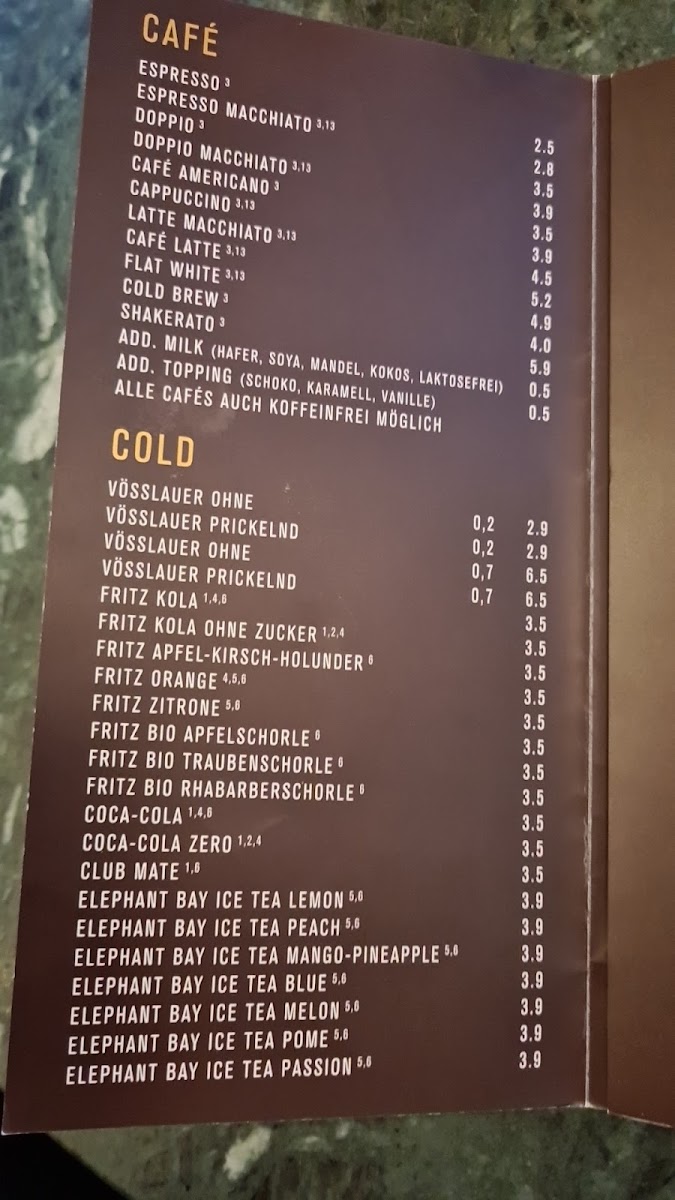 CAFÉ
ESPRESSO 3 2.5
ESPRESSO MACCHIATO 3,13 2.8
DOPPIO 3 3.5
DOPPIO MACCHIATO 3,13 3.9
CAFÉ AMERICANO 3 3.5
CAPPUCCINO 3,13 3.9
LATTE MACCHIATO 3,13 4.5
CAFÉ LATTE 3,13 5.2
FLAT WHITE 3,13 4.9
COLD BREW 3 4.0
SHAKERATO 3 5.9
ADD. MILK (HAFER, SOYA, MANDEL, KOKOS, LAKTOSEFREI) 0.5
ADD. TOPPING (SCHOKO, KARAMELL, VANILLE) 0.5
ALLE CAFÉS AUCH KOFFEINFREI MÖGLICH
COLD
VÖSSLAUER OHNE 0,2 2.9
VÖSSLAUER PRICKELND 0,2 2.9
VÖSSLAUER OHNE 0,7 6.5
VÖSSLAUER PRICKELND 0,7 6.5
FRITZ KOLA 1,4,6 3.5
FRITZ KOLA OHNE ZUCKER 1,2,4 3.5
FRITZ APFEL-KIRSCH-HOLUNDER 6 3.5
FRITZ ORANGE 4,5,6 3.5
FRITZ ZITRONE 5,6 3.5
FRITZ BIO APFELSCHORLE 6 3.5
FRITZ BIO TRAUBENSCHORLE 6 3.5
FRITZ BIO RHABARBERSCHORLE 6 3.5
COCA-COLA 1,4,6 3.5
COCA-COLA ZERO 1,2,4 3.5
CLUB MATE 1,6 3.5
ELEPHANT BAY ICE TEA LEMON 5,6 3.9
ELEPHANT BAY ICE TEA PEACH 5,6 3.9
ELEPHANT BAY ICE TEA MANGO-PINEAPPLE 5,6 3.9
ELEPHANT BAY ICE TEA BLUE 5,6 3.9
ELEPHANT BAY ICE TEA MELON 5,6 3.9
ELEPHANT BAY ICE TEA POME 5,6 3.9
ELEPHANT BAY ICE TEA PASSION 5,6 3.9